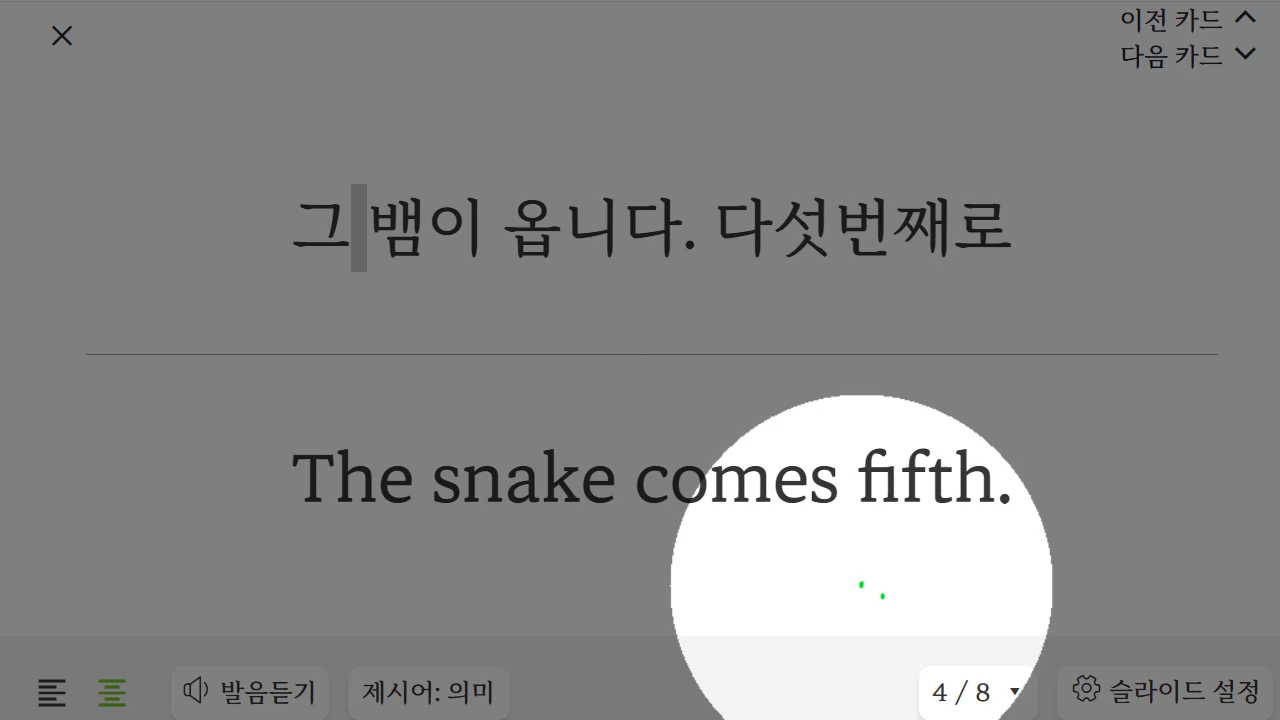 이전 카드
다음 카드
그 뱀이 옵니다. 다섯번째로
The snake comes fifth.
발음듣기 제시어: 의미 4 / 8 슬라이드 설정